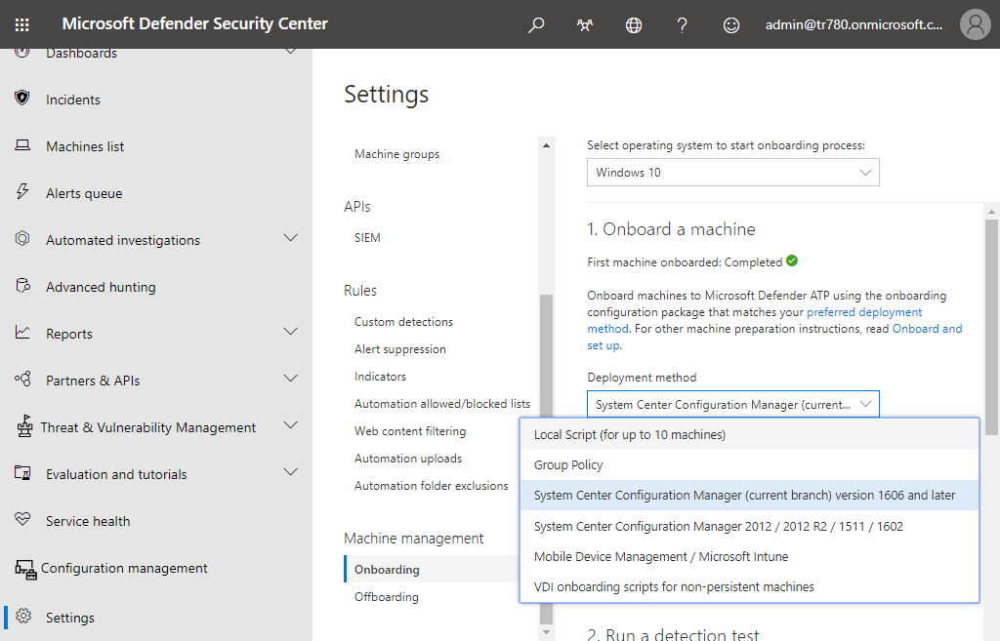 Microsoft Defender Security Center
admin@tr780.onmicrosoft.c...
Dashboards
Incidents
Machines list
Alerts queue
Automated investigations
Advanced hunting
Reports
Partners & APIs
Threat & Vulnerability Management
Evaluation and tutorials
Service health
Configuration management
Settings
Settings
Machine groups
APIs
SIEM
Rules
Custom detections
Alert suppression
Indicators
Automation allowed/blocked lists
Web content filtering
Automation uploads
Automation folder exclusions
Machine management
Onboarding
Offboarding
Select operating system to start onboarding process:
Windows 10
1. Onboard a machine
First machine onboarded: Completed
Onboard machines to Microsoft Defender ATP using the onboarding
configuration package that matches your preferred deployment
method. For other machine preparation instructions, read Onboard and
set up.
Deployment method
System Center Configuration Manager (current...
Local Script (for up to 10 machines)
Group Policy
System Center Configuration Manager (current branch) version 1606 and later
System Center Configuration Manager 2012 / 2012 R2 / 1511 / 1602
Mobile Device Management / Microsoft Intune
VDI onboarding scripts for non-persistent machines
2. Run a detection test